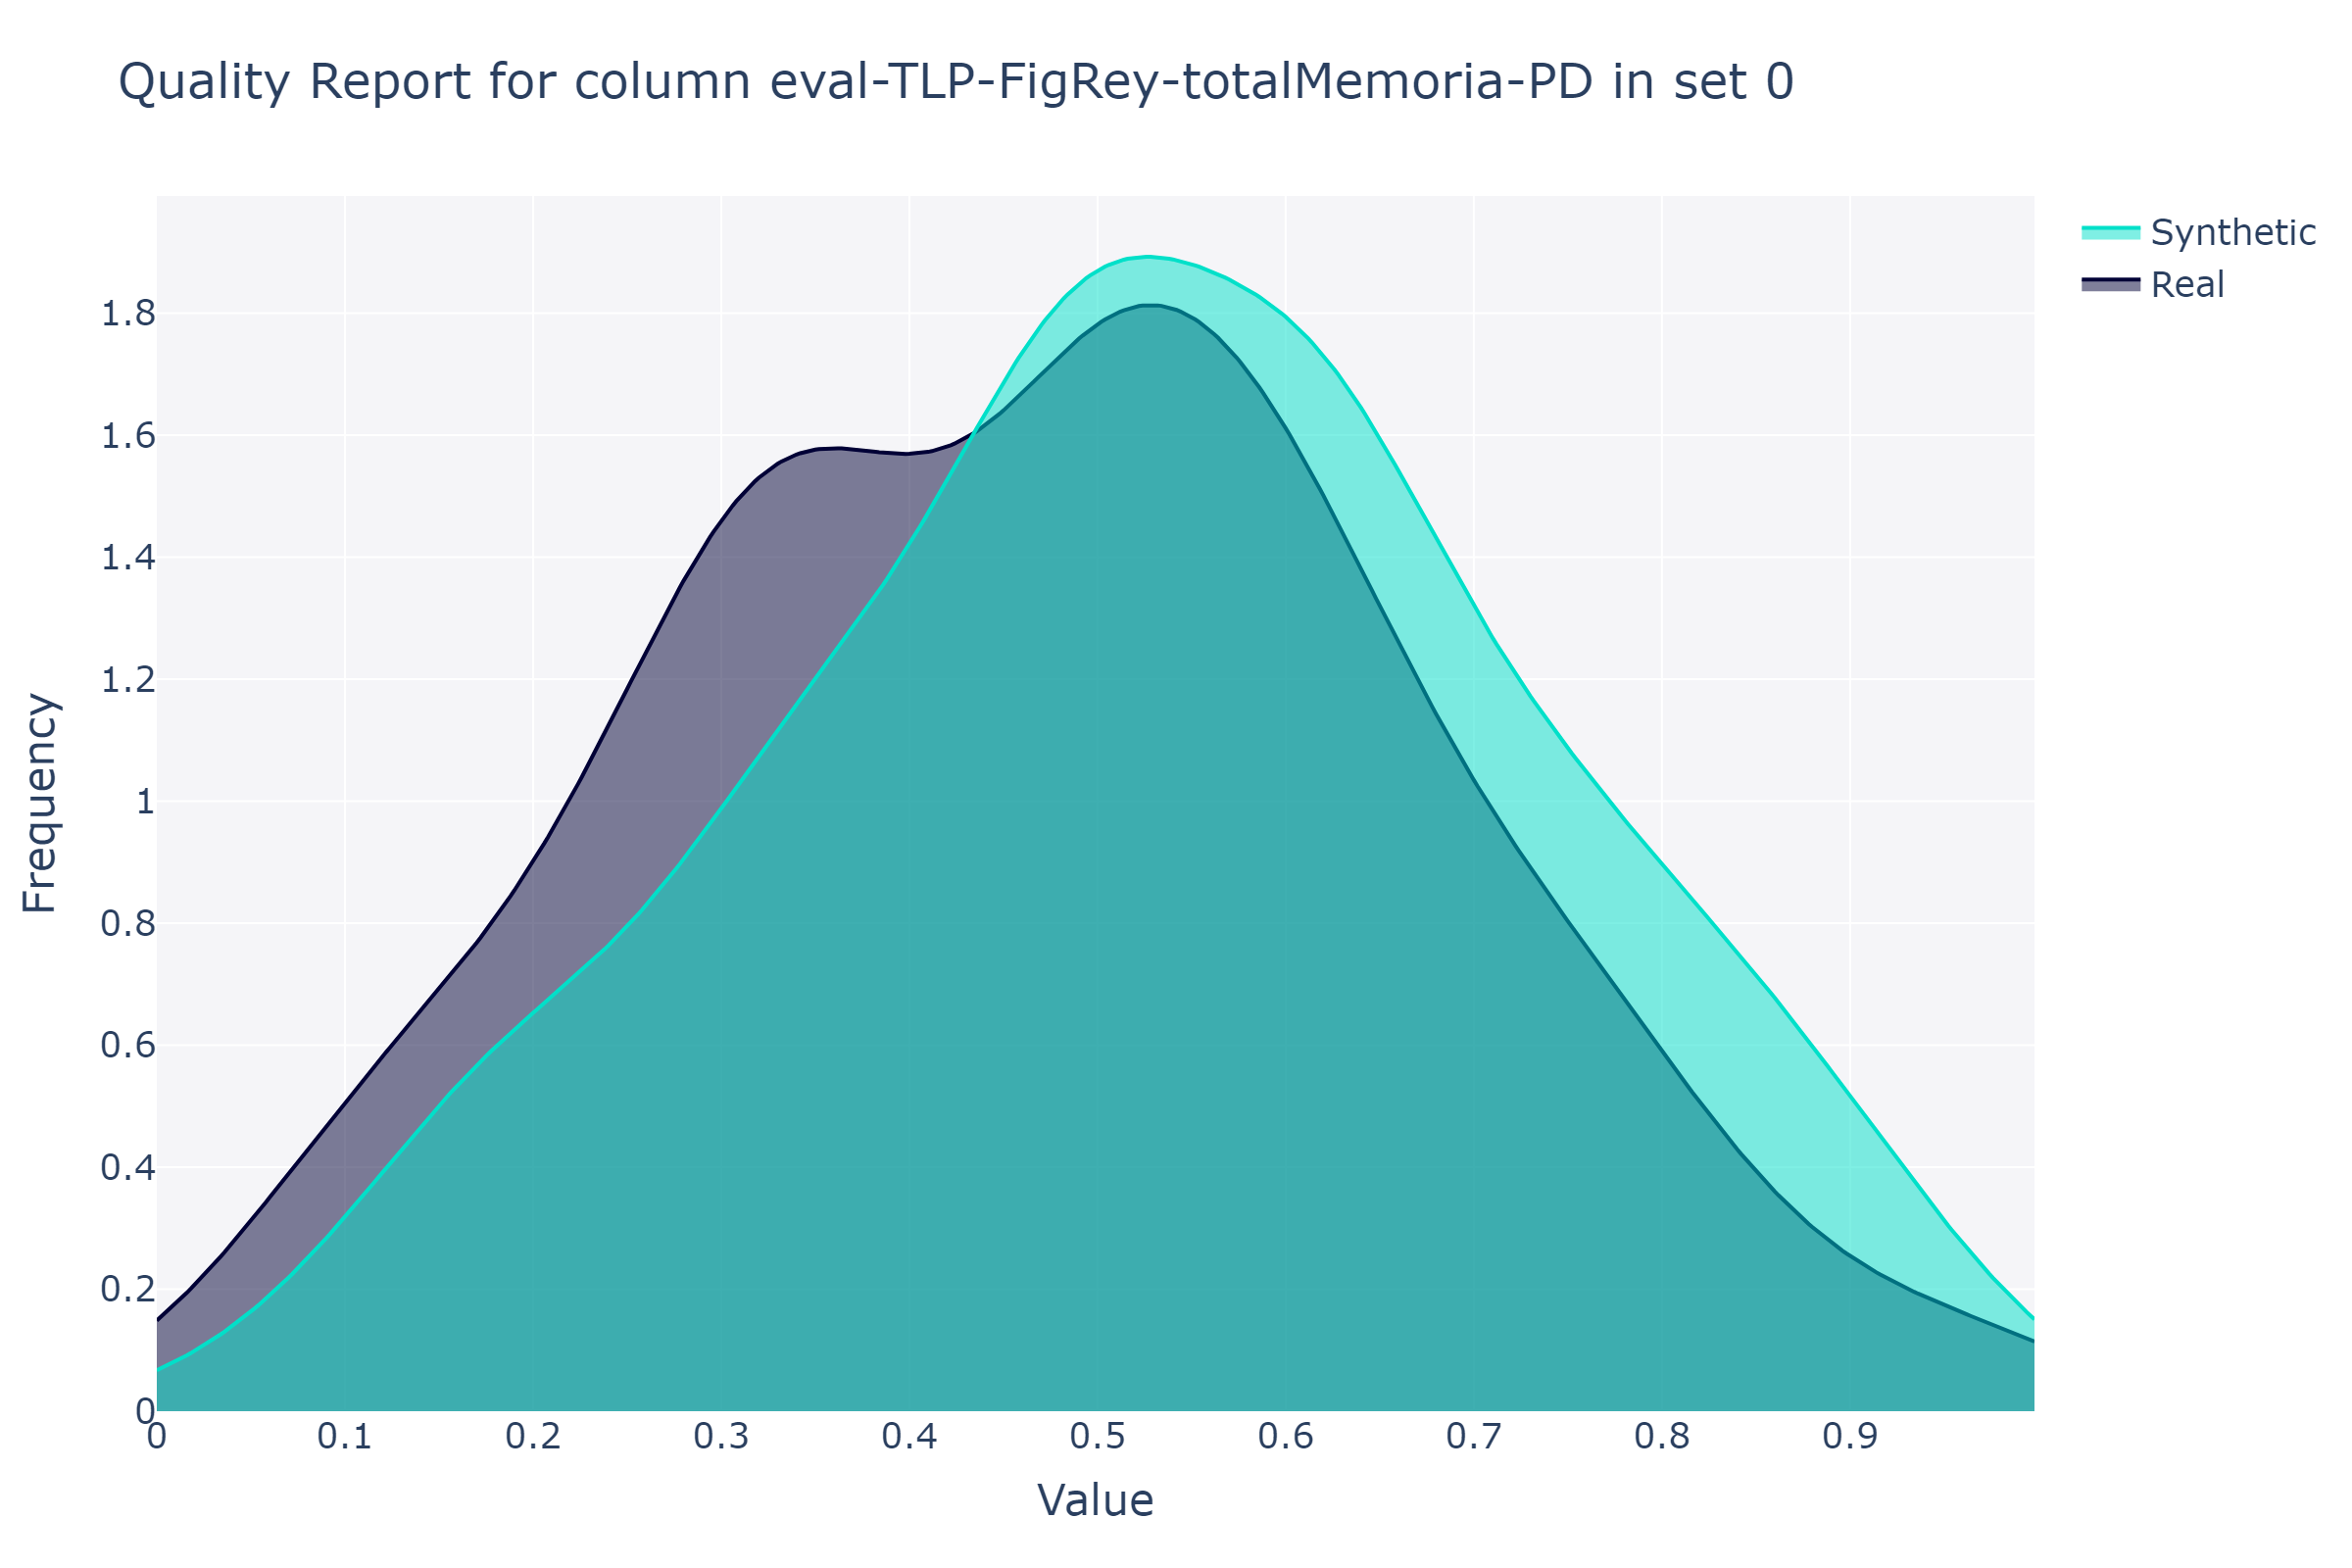 Quality Report for column eval-TLP-FigRey-totalMemoria-PD in set 0
Synthetic
Real
Frequency
1.8
1.6
1.4
1.2
1
0.8
0.6
0.4
0.2
0
0 0.1 0.2 0.3 0.4 0.5 0.6 0.7 0.8 0.9
Value